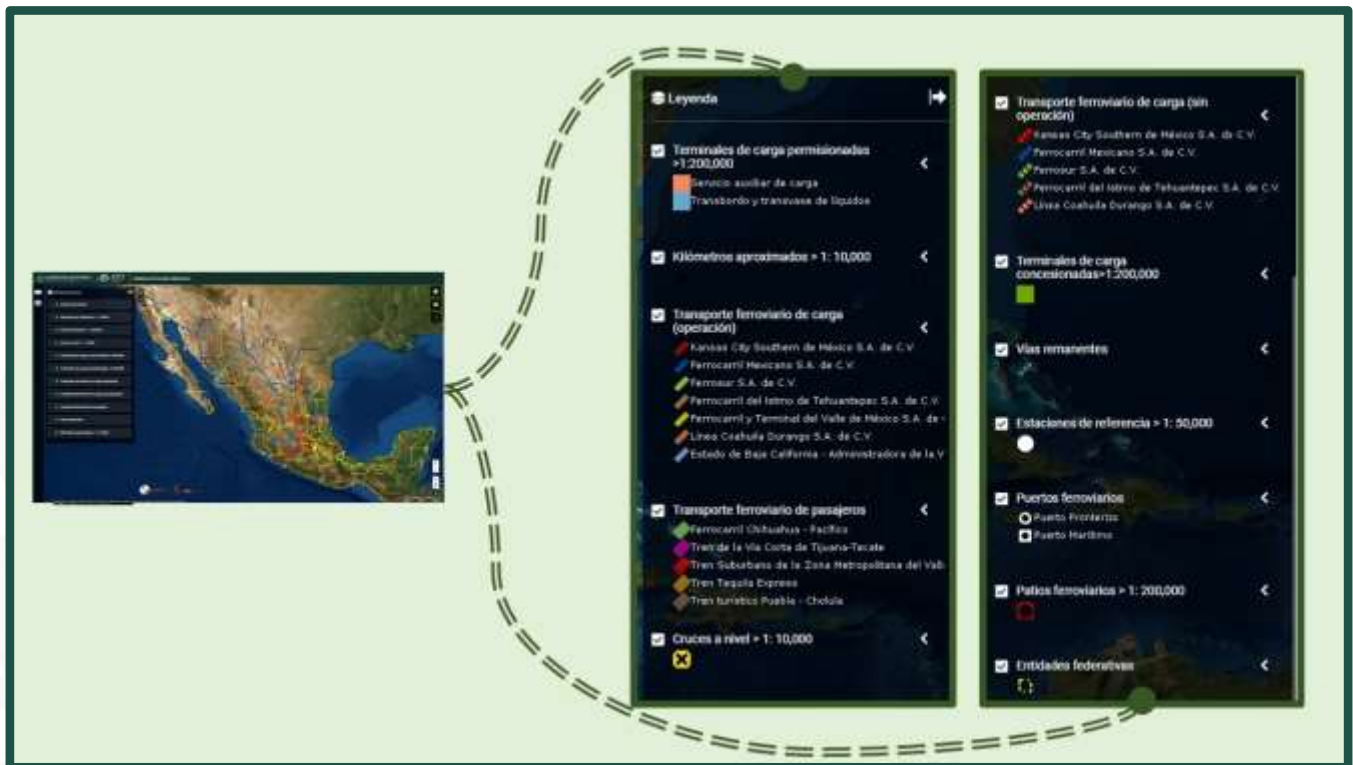 Leyenda
Terminales de carga permisionadas
>1:200,000
Servicio auxiliar de carga
Transbordo y transvase de líquidos
Kilómetros aproximados > 1: 10,000
Transporte ferroviario de carga
(operación)
Kansas City Southern de México S.A. de C.V.
Ferrocarril Mexicano S.A. de C.V.
Ferrosur S.A. de C.V.
Ferrocarril del Istmo de Tehuantepec S.A. de C.V.
Ferrocarril y Terminal del Valle de México S.A. de
Línea Coahuila Durango S.A. de C.V.
Estado de Baja California - Administradora de la V
Transporte ferroviario de pasajeros
Ferrocarril Chihuahua - Pacífico
Tren de la Vía Corta de Tijuana-Tecate
Tren Suburbano de la Zona Metropolitana del Vall
Tren Tequila Express
Tren turístico Puebla - Cholula
Cruces a nivel > 1: 10,000
Transporte ferroviario de carga (sin
operación)
Kansas City Southern de México S.A. de C.V.
Ferrocarril Mexicano S.A. de C.V.
Ferrosur S.A. de C.V.
Ferrocarril del Istmo de Tehuantepec S.A. de C.V.
Línea Coahuila Durango S.A. de C.V.
Terminales de carga
concesionadas>1:200,000
Vías remanentes
Estaciones de referencia > 1: 50,000
Puertos ferroviarios
Puerto Fronterizo
Puerto Marítimo
Patios ferroviarios > 1: 200,000
Entidades federativas